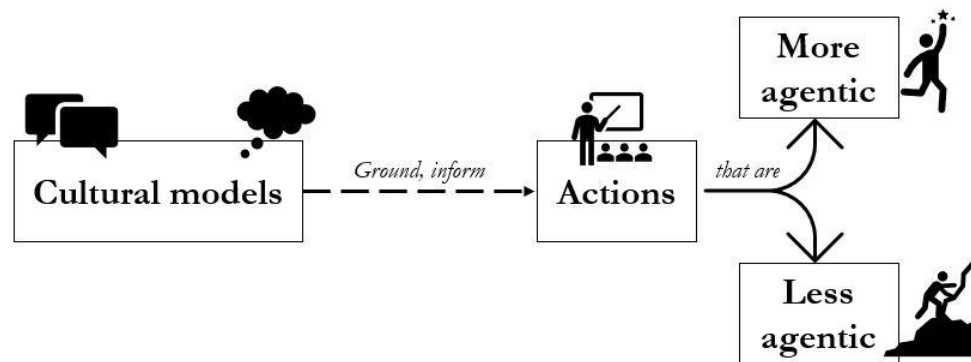 Cultural models
Ground, inform
Actions
that are
More
agentic
Less
agentic